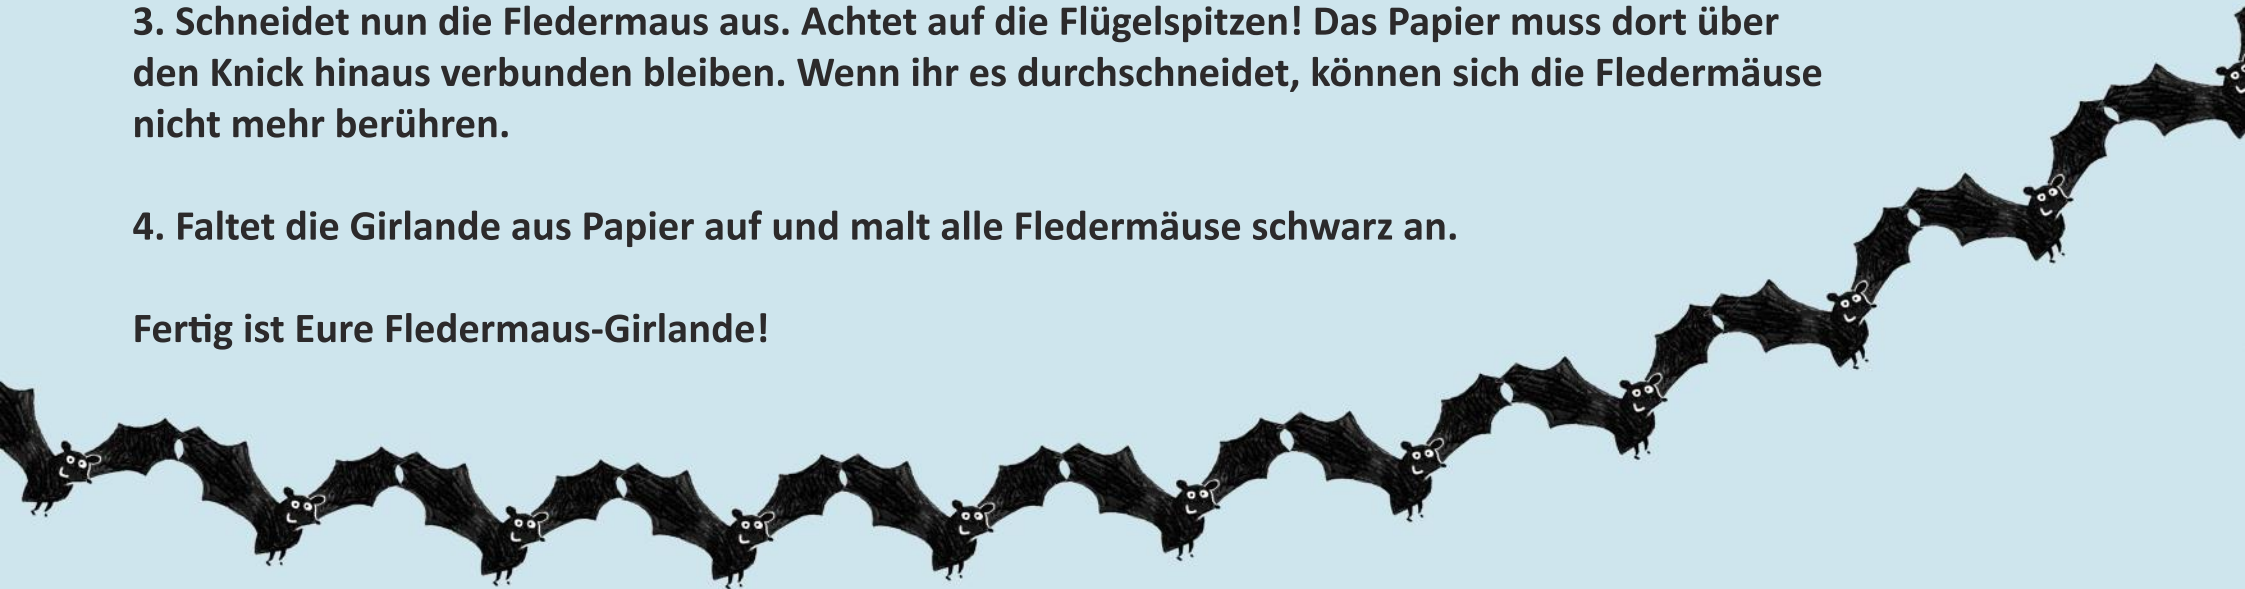 3. Schneidet nun die Fledermaus aus. Achtet auf die Flügelspitzen! Das Papier muss dort über
den Knick hinaus verbunden bleiben. Wenn ihr es durchschneidet, können sich die Fledermäuse
nicht mehr berühren.
4. Faltet die Girlande aus Papier auf und malt alle Fledermäuse schwarz an.
Fertig ist Eure Fledermaus-Girlande!